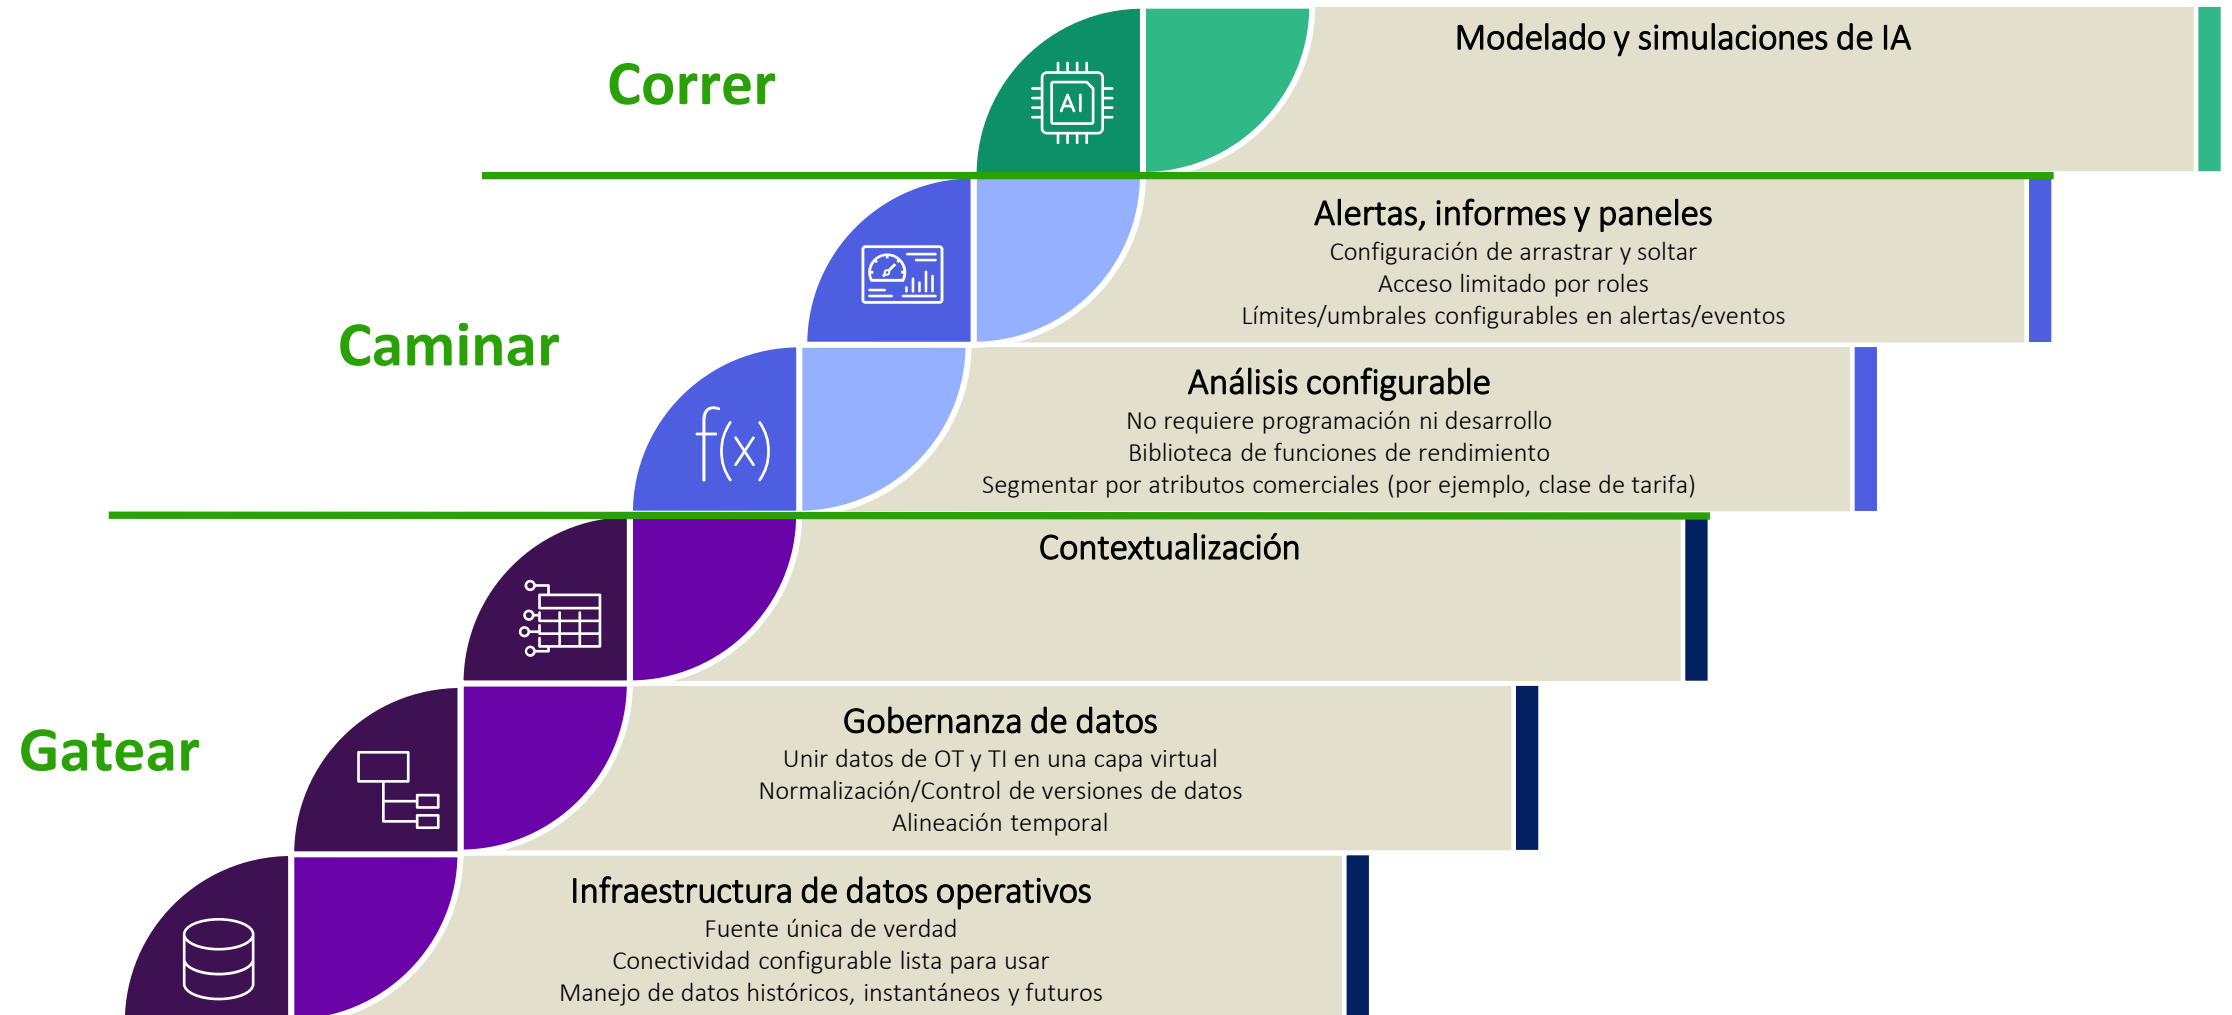 Correr
AI
Modelado y simulaciones de IA
Caminar
Alertas, informes y paneles
Configuración de arrastrar y soltar
Acceso limitado por roles
Límites/umbrales configurables en alertas/eventos
f(x)
Análisis configurable
No requiere programación ni desarrollo
Biblioteca de funciones de rendimiento
Segmentar por atributos comerciales (por ejemplo, clase de tarifa)
Gatear
Contextualización
Gobernanza de datos
Unir datos de OT y TI en una capa virtual
Normalización/Control de versiones de datos
Alineación temporal
Infraestructura de datos operativos
Fuente única de verdad
Conectividad configurable lista para usar
Manejo de datos históricos, instantáneos y futuros